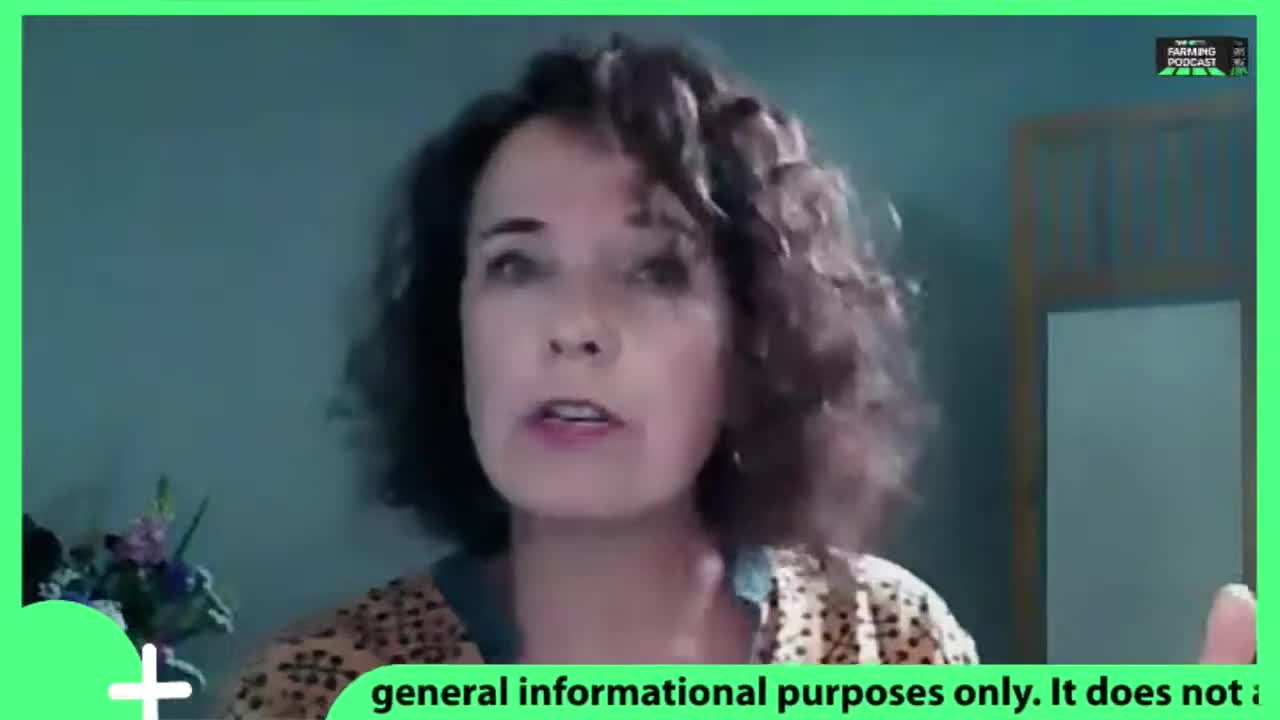 FARMING
PODCAST
general informational purposes only. It does not